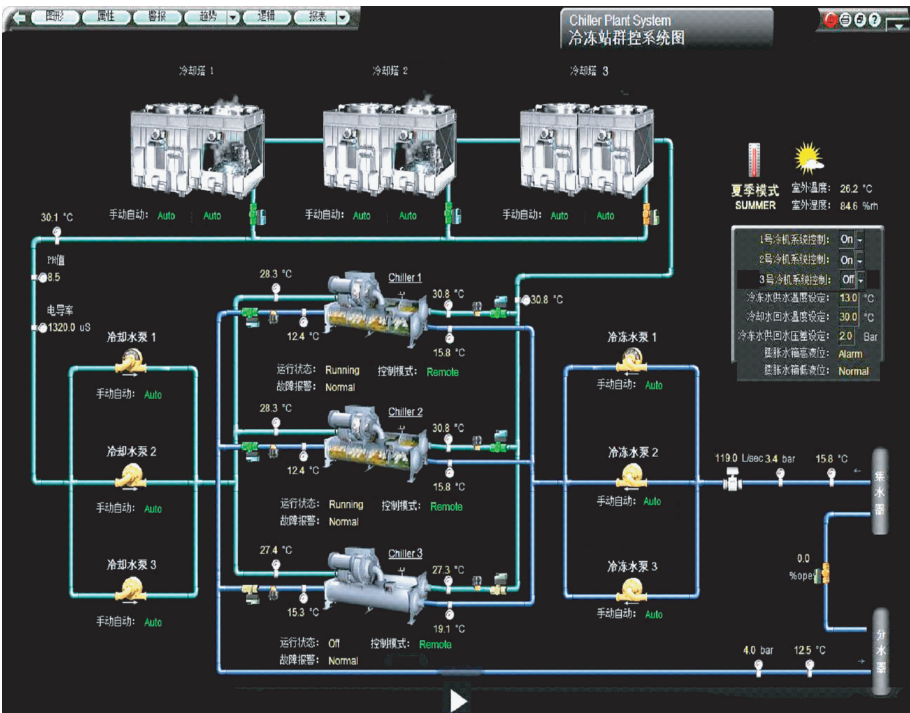 图形 属性 警报 趋势 逻辑 报表
Chiller Plant System
冷冻站群控系统图
冷却塔 1 冷却塔 2 冷却塔 3
手动自动: Auto Auto 手动自动: Auto Auto 手动自动: Auto Auto
夏季模式
SUMMER
室外温度: 26.2 °C
室外湿度: 84.6 %rh
1号冷机系统控制: On
2号冷机系统控制: On
3号冷机系统控制: Off
冷冻水供水温度设定: 13.0 °C
冷却水回水温度设定: 30.0 °C
冷冻水供回水压差设定: 2.0 Bar
膨胀水箱高液位: Alarm
膨胀水箱低液位: Normal
30.1 °C
PH值
8.5
电导率
1320.0 uS
冷却水泵 1
手动自动: Auto
冷却水泵 2
手动自动: Auto
冷却水泵 3
手动自动: Auto
Chiller 1
28.3 °C
30.8 °C
30.8 °C
12.4 °C
15.8 °C
运行状态: Running 控制模式: Remote
故障报警: Normal
Chiller 2
28.3 °C
30.8 °C
12.4 °C
15.8 °C
运行状态: Running 控制模式: Remote
故障报警: Normal
Chiller 3
27.4 °C
27.3 °C
15.3 °C
19.1 °C
运行状态: Off 控制模式: Remote
故障报警: Normal
冷冻水泵 1
手动自动: Auto
冷冻水泵 2
手动自动: Auto
冷冻水泵 3
手动自动: Auto
119.0 L/sec 3.4 bar 15.8 °C
集水器
0.0
%open
分水器
4.0 bar 12.5 °C